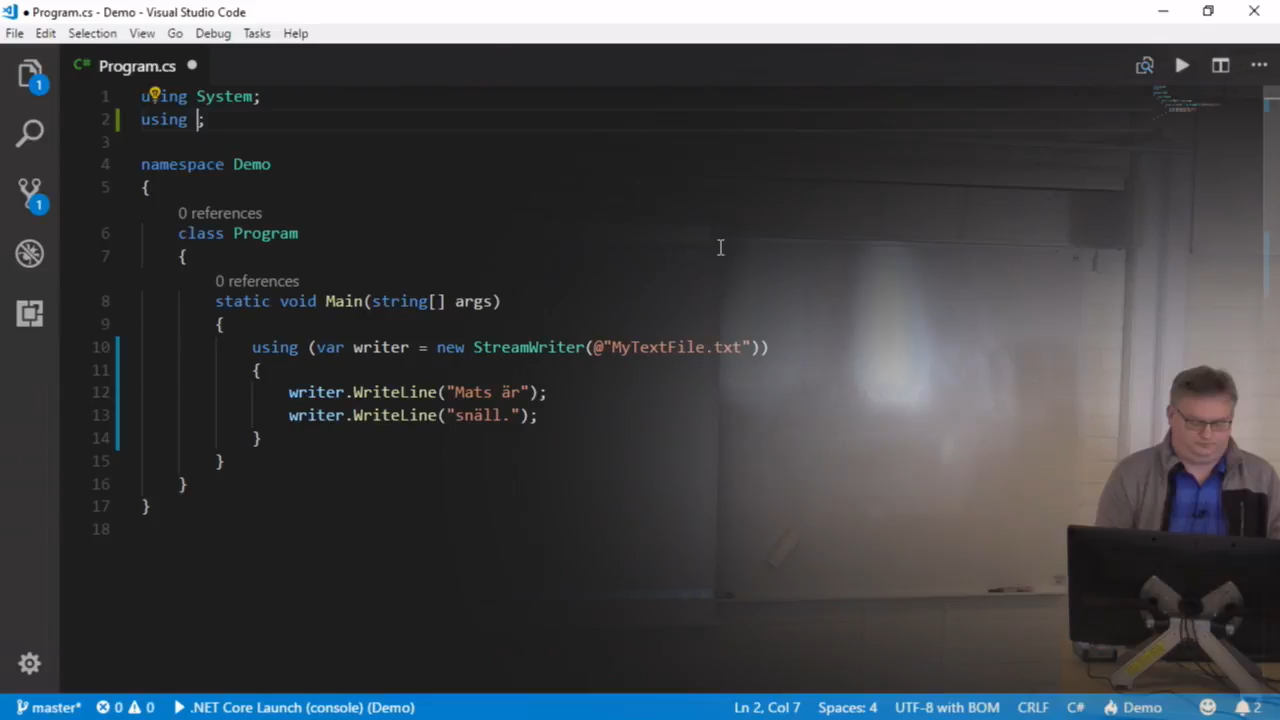 ● Program.cs - Demo - Visual Studio Code
File Edit Selection View Go Debug Tasks Help
C# Program.cs ●
1
1 using System;
2 using ;
3
4 namespace Demo
5 {
0 references
6 class Program
7 {
0 references
8 static void Main(string[] args)
9 {
10 using (var writer = new StreamWriter(@"MyTextFile.txt"))
11 {
12 writer.WriteLine("Mats är");
13 writer.WriteLine("snäll.");
14 }
15 }
16 }
17 }
18
1
master* 0 0 .NET Core Launch (console) (Demo) Ln 2, Col 7 Spaces: 4 UTF-8 with BOM CRLF C# Demo 2